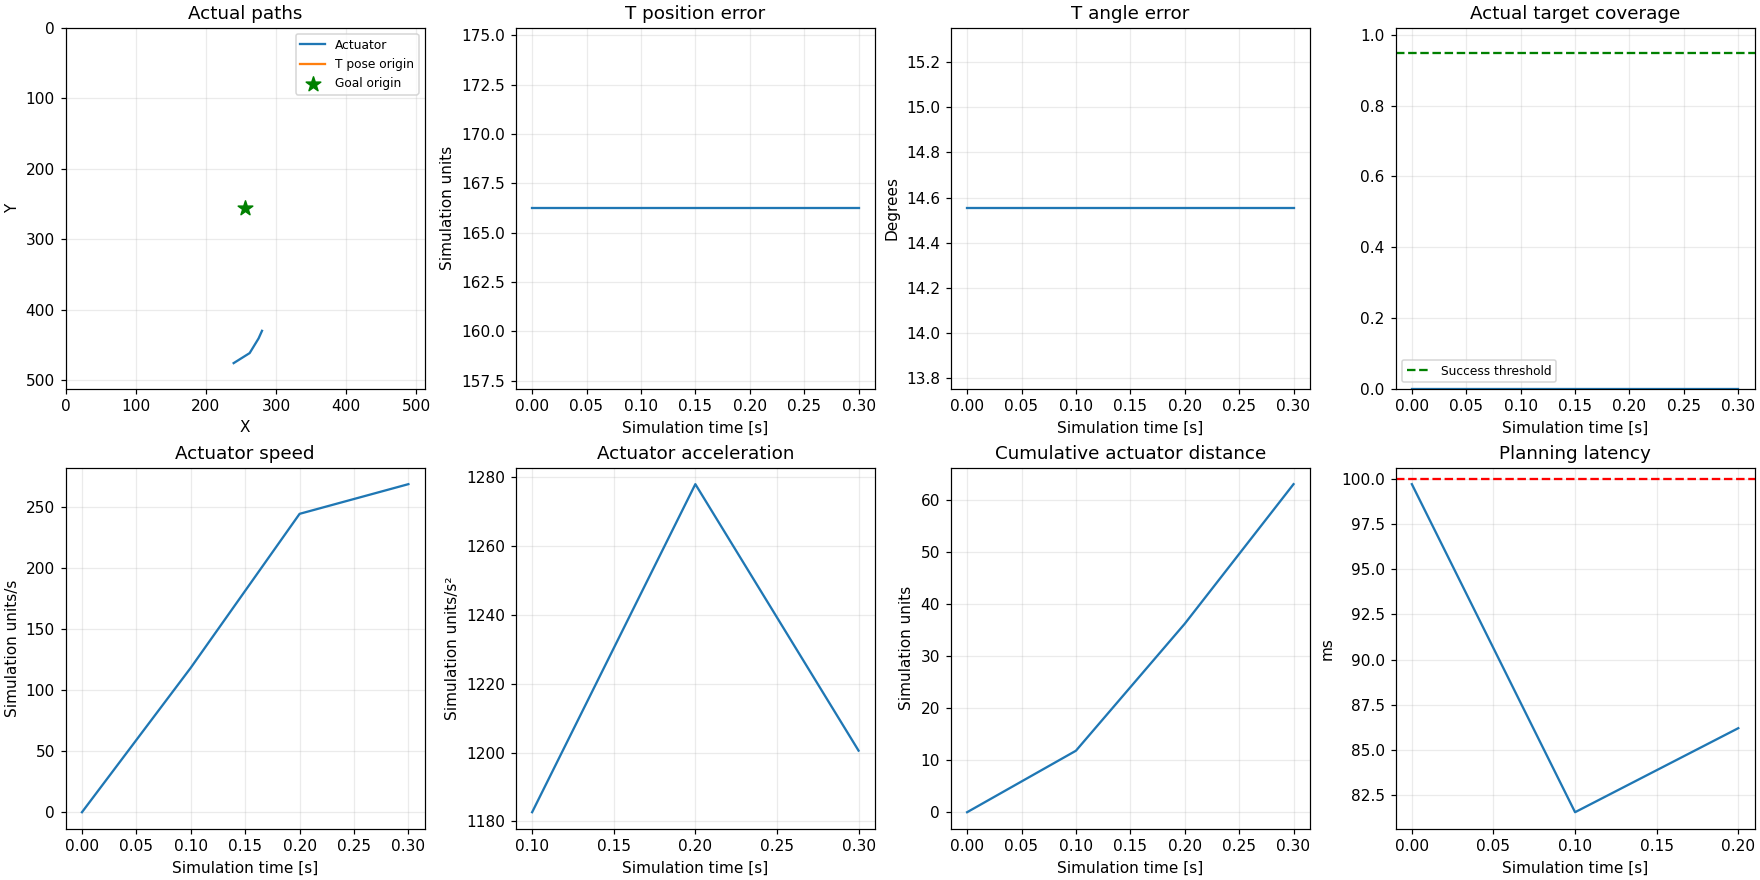 Actual paths
0
100
200
300
400
500
Y
0 100 200 300 400 500
X
Actuator
T pose origin
Goal origin
T position error
175.0
172.5
170.0
167.5
165.0
162.5
160.0
157.5
Simulation units
0.00 0.05 0.10 0.15 0.20 0.25 0.30
Simulation time [s]
T angle error
15.2
15.0
14.8
14.6
14.4
14.2
14.0
13.8
Degrees
0.00 0.05 0.10 0.15 0.20 0.25 0.30
Simulation time [s]
Actual target coverage
1.0
0.8
0.6
0.4
0.2
0.0
Success threshold
0.00 0.05 0.10 0.15 0.20 0.25 0.30
Simulation time [s]
Actuator speed
250
200
150
100
50
0
Simulation units/s
0.00 0.05 0.10 0.15 0.20 0.25 0.30
Simulation time [s]
Actuator acceleration
1280
1260
1240
1220
1200
1180
Simulation units/s²
0.10 0.15 0.20 0.25 0.30
Simulation time [s]
Cumulative actuator distance
60
50
40
30
20
10
0
Simulation units
0.00 0.05 0.10 0.15 0.20 0.25 0.30
Simulation time [s]
Planning latency
100.0
97.5
95.0
92.5
90.0
87.5
85.0
82.5
ms
0.00 0.05 0.10 0.15 0.20
Simulation time [s]